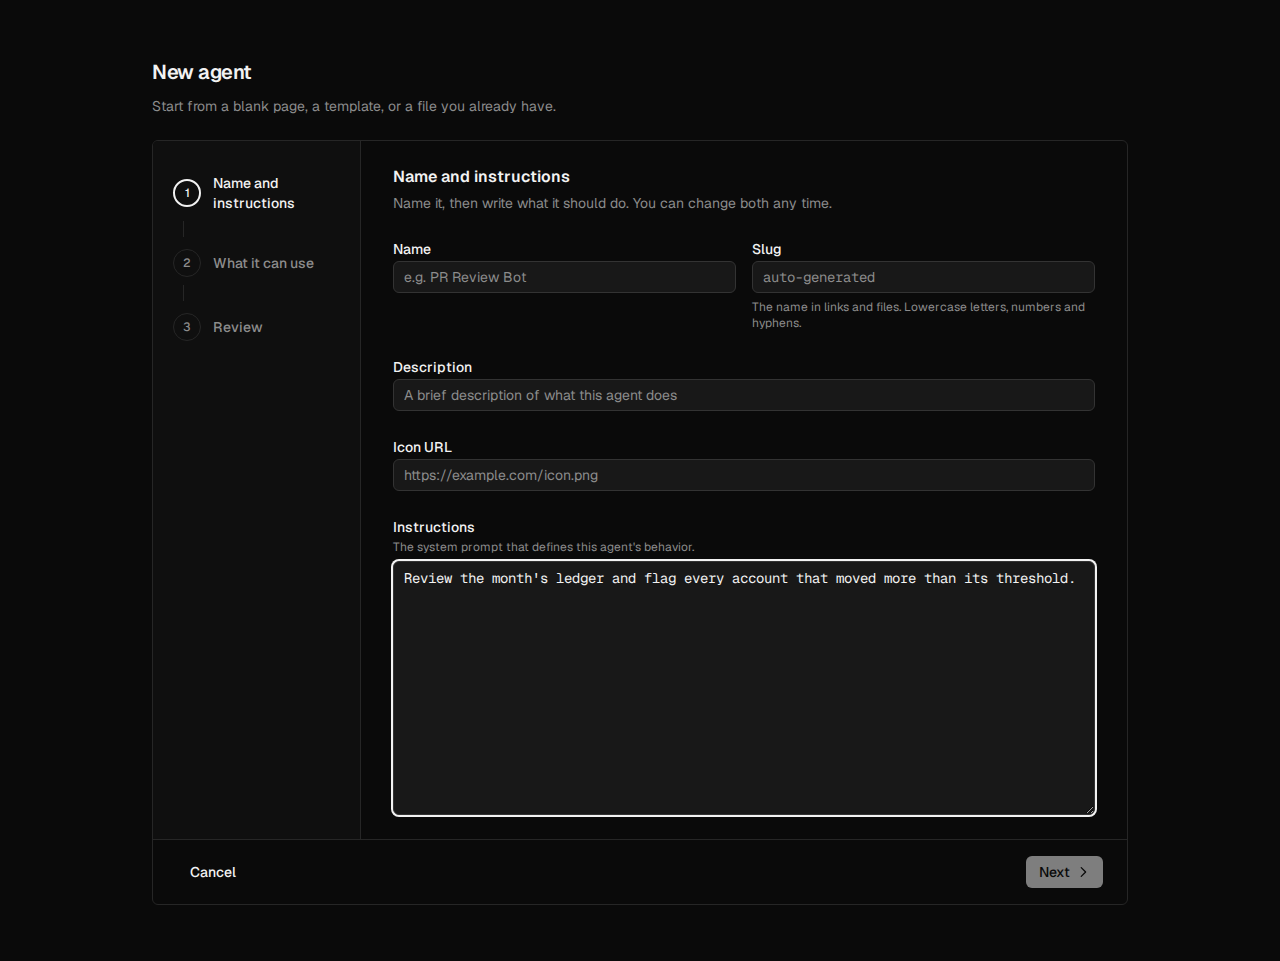 New agent
Start from a blank page, a template, or a file you already have.
1
Name and
instructions
2
What it can use
3
Review
Name and instructions
Name it, then write what it should do. You can change both any time.
Name
e.g. PR Review Bot
Slug
auto-generated
The name in links and files. Lowercase letters, numbers and
hyphens.
Description
A brief description of what this agent does
Icon URL
https://example.com/icon.png
Instructions
The system prompt that defines this agent's behavior.
Review the month's ledger and flag every account that moved more than its threshold.
Cancel
Next